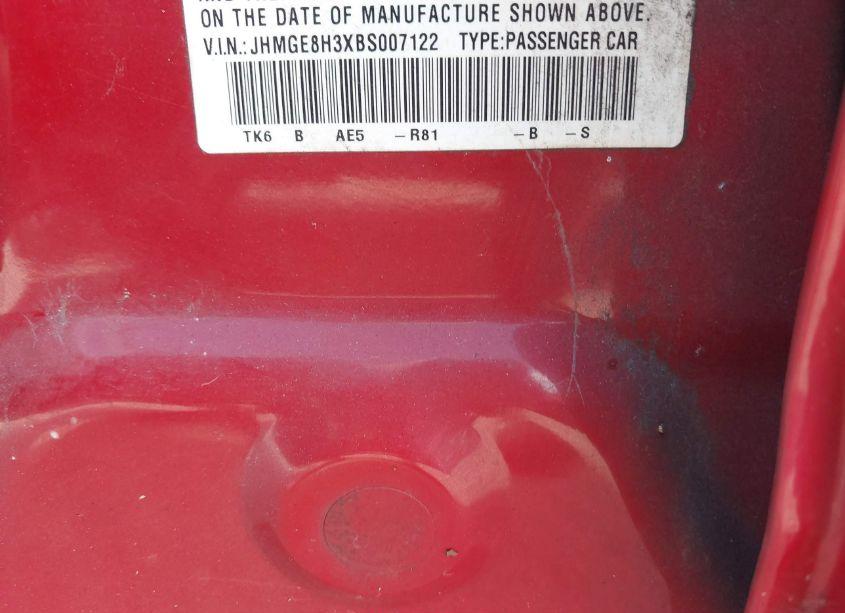 ON THE DATE OF MANUFACTURE SHOWN ABOVE.
V.I.N.: JHMGE8H3XBS007122 TYPE:PASSENGER CAR
TK6 B AE5 –R81 –B –S